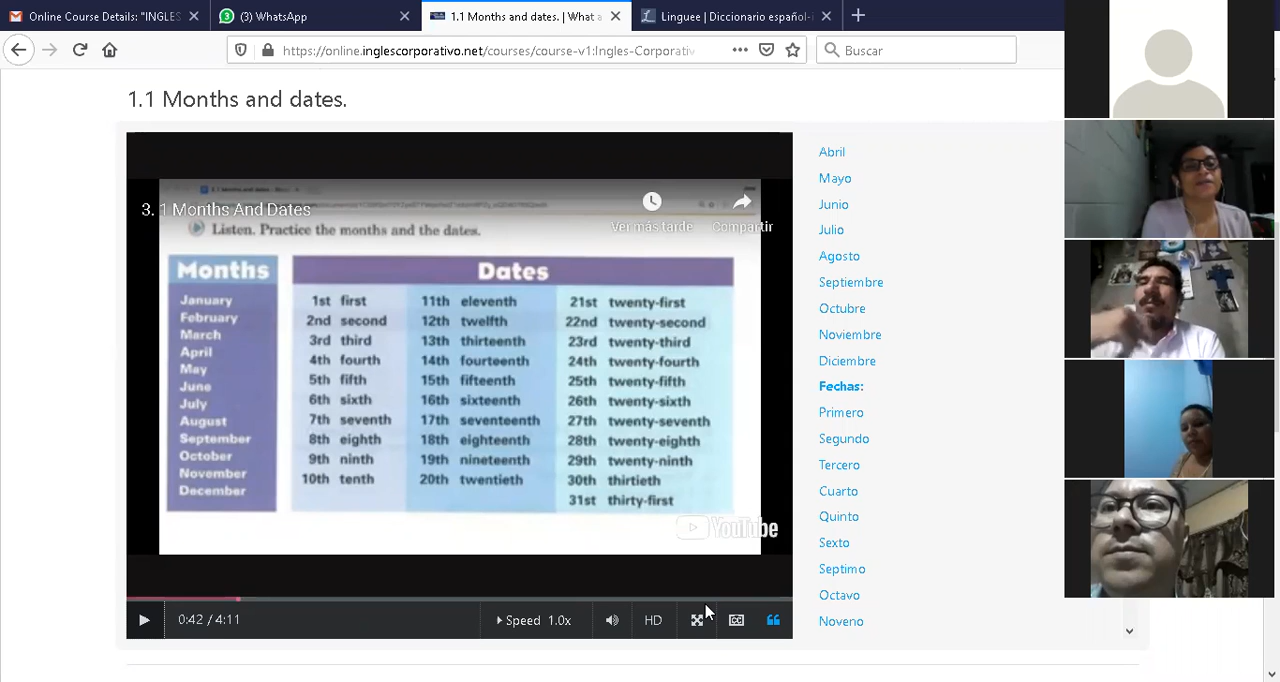 Online Course Details: "INGLES
(3) WhatsApp
1.1 Months and dates. | What a
Linguee | Diccionario español-i
https://online.inglescorporativo.net/courses/course-v1:Ingles-Corporativ
Buscar
1.1 Months and dates.
3. 1 Months And Dates
Ver más tarde
Compartir
Listen. Practice the months and the dates.
Months
January
February
March
April
May
June
July
August
September
October
November
December
Dates
1st first
2nd second
3rd third
4th fourth
5th fifth
6th sixth
7th seventh
8th eighth
9th ninth
10th tenth
11th eleventh
12th twelfth
13th thirteenth
14th fourteenth
15th fifteenth
16th sixteenth
17th seventeenth
18th eighteenth
19th nineteenth
20th twentieth
21st twenty-first
22nd twenty-second
23rd twenty-third
24th twenty-fourth
25th twenty-fifth
26th twenty-sixth
27th twenty-seventh
28th twenty-eighth
29th twenty-ninth
30th thirtieth
31st thirty-first
YouTube
0:42 / 4:11
Speed 1.0x
HD
Abril
Mayo
Junio
Julio
Agosto
Septiembre
Octubre
Noviembre
Diciembre
Fechas:
Primero
Segundo
Tercero
Cuarto
Quinto
Sexto
Septimo
Octavo
Noveno